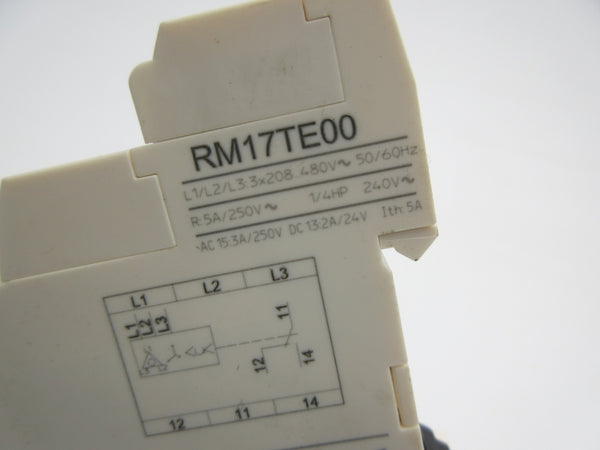 RM17TE00
L1/L2/L3:3x208..480V~ 50/60Hz
R:5A/250V~ 1/4HP 240V~
AC 15:3A/250V DC 13:2A/24V Ith:5A
L1 L2 L3
L1 L2 L3
11
12 14
12 11 14